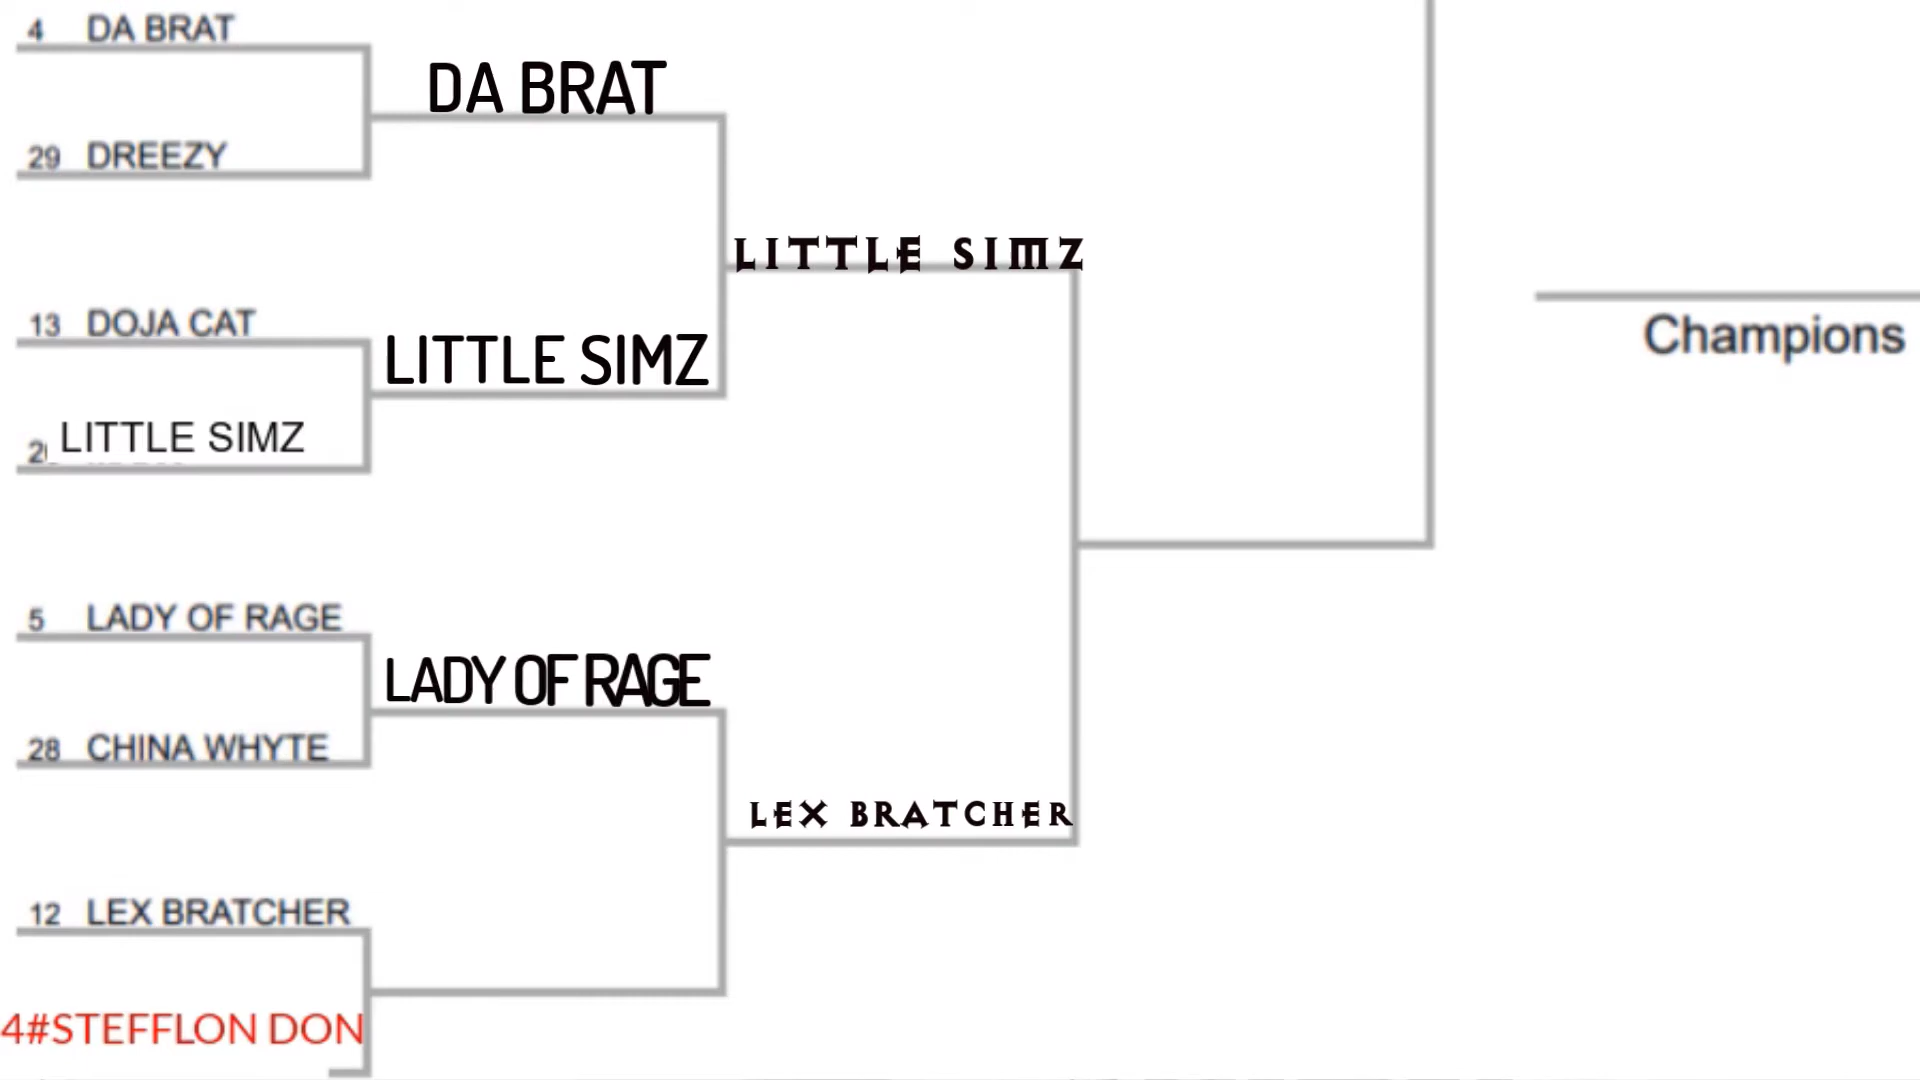 4 DA BRAT
DA BRAT
29 DREEZY
LITTLE SIMZ
13 DOJA CAT
Champions
LITTLE SIMZ
LITTLE SIMZ
5 LADY OF RAGE
LADY OF RAGE
28 CHINA WHYTE
LEX BRATCHER
12 LEX BRATCHER
4#STEFFLON DON